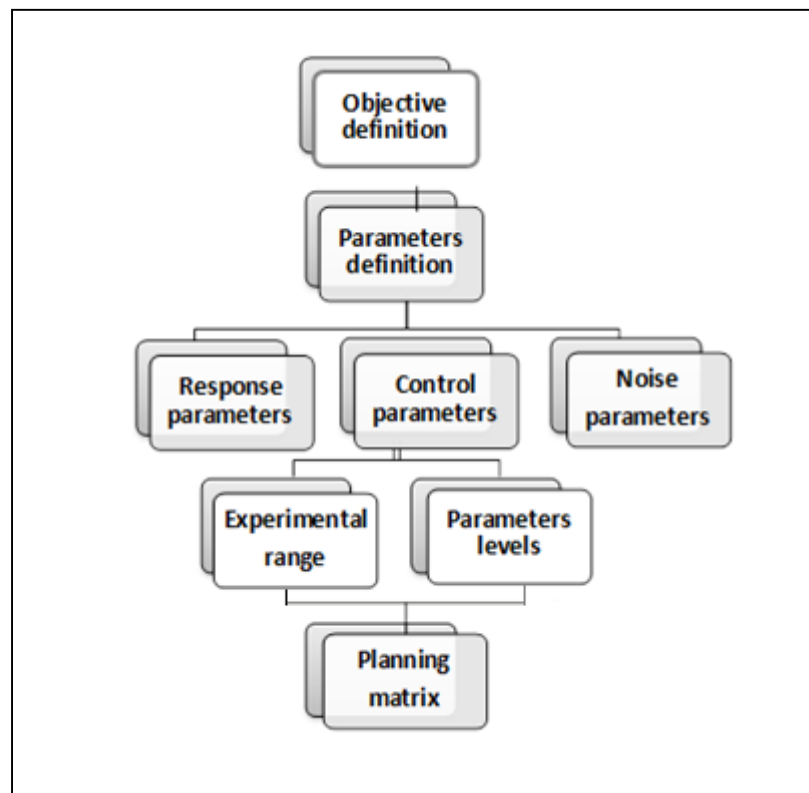 Objective
definition
Parameters
definition
Response
parameters
Control
parameters
Noise
parameters
Experimental
range
Parameters
levels
Planning
matrix